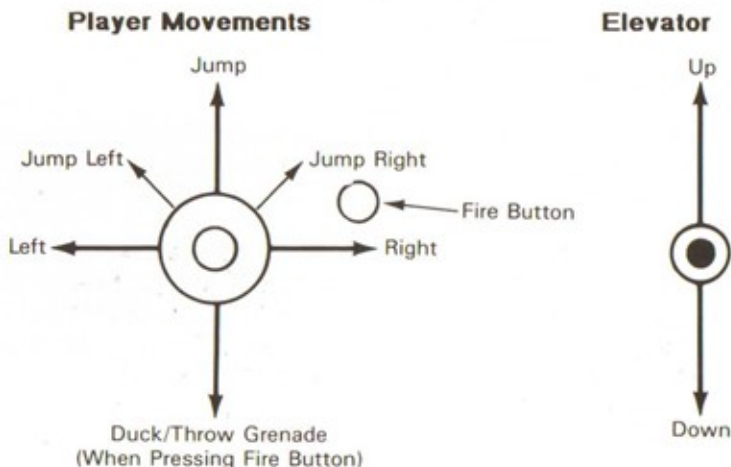 Player Movements
Jump
Jump Left
Jump Right
Fire Button
Left
Right
Duck/Throw Grenade
(When Pressing Fire Button)
Elevator
Up
Down